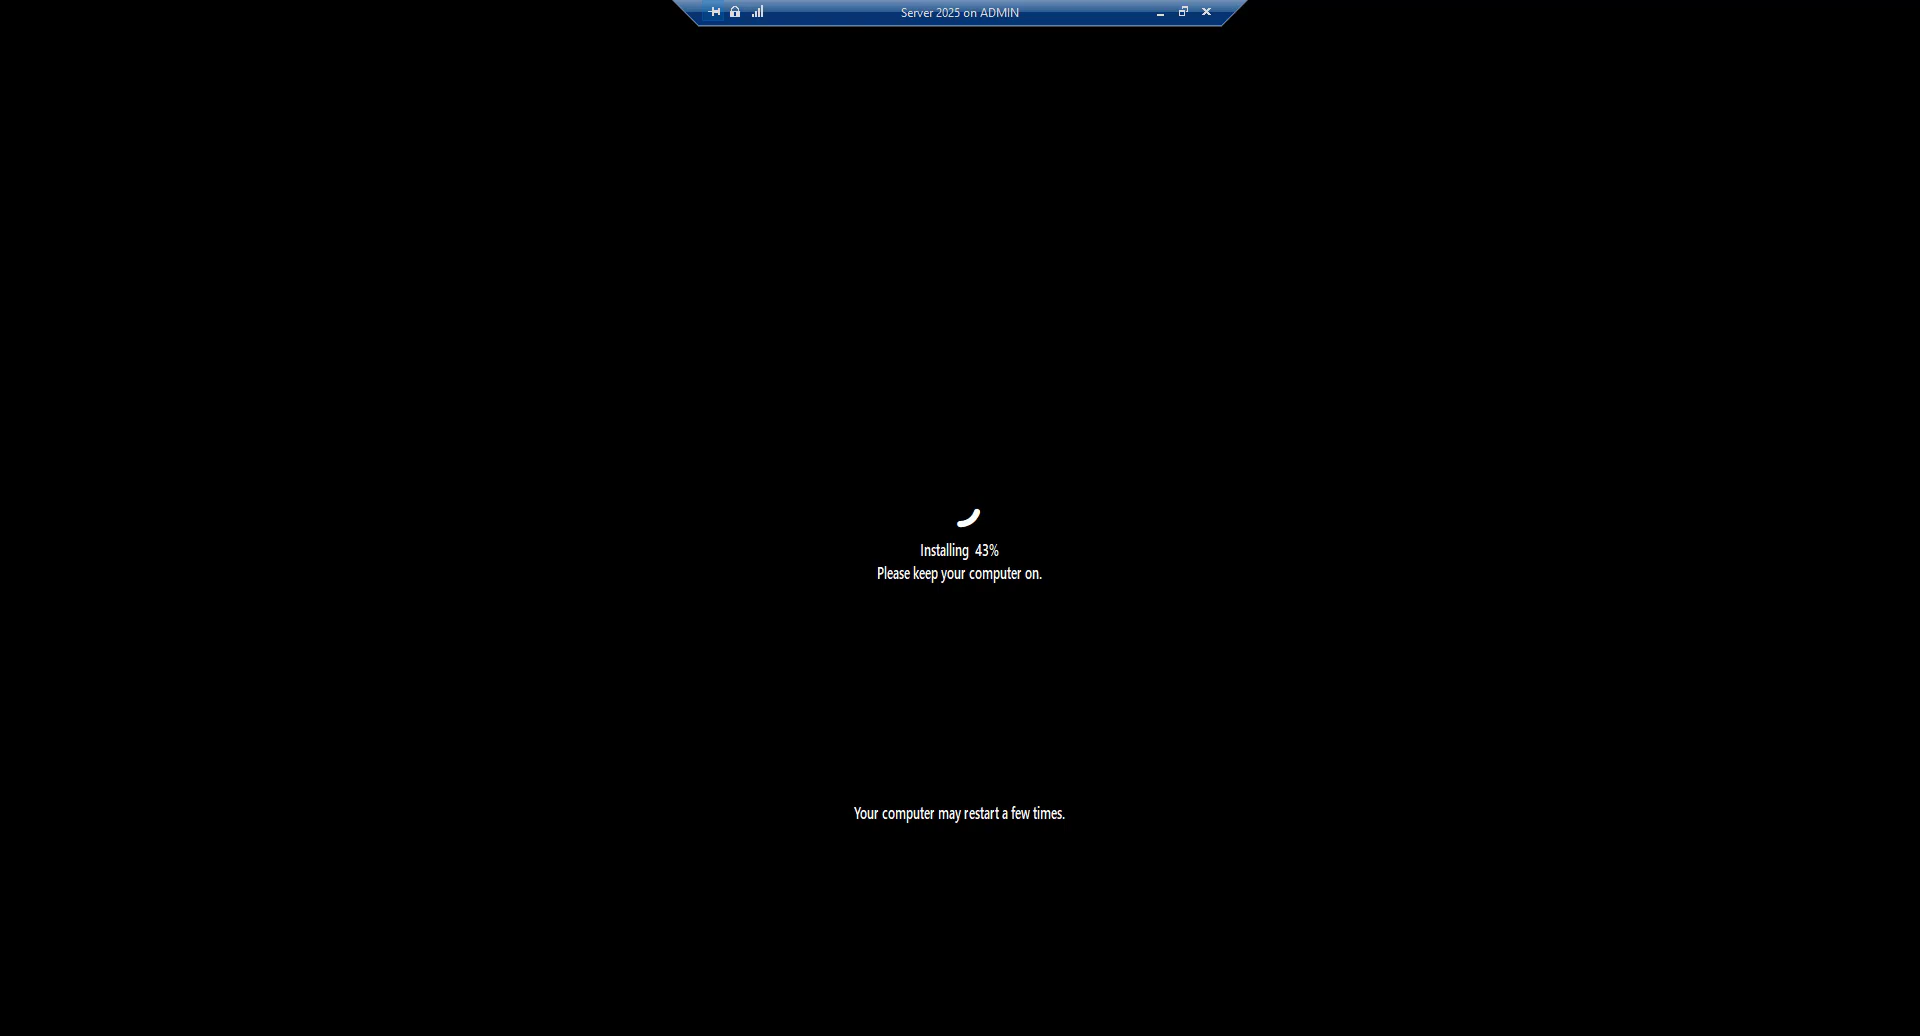 Server 2025 on ADMIN
Installing 43%
Please keep your computer on.
Your computer may restart a few times.